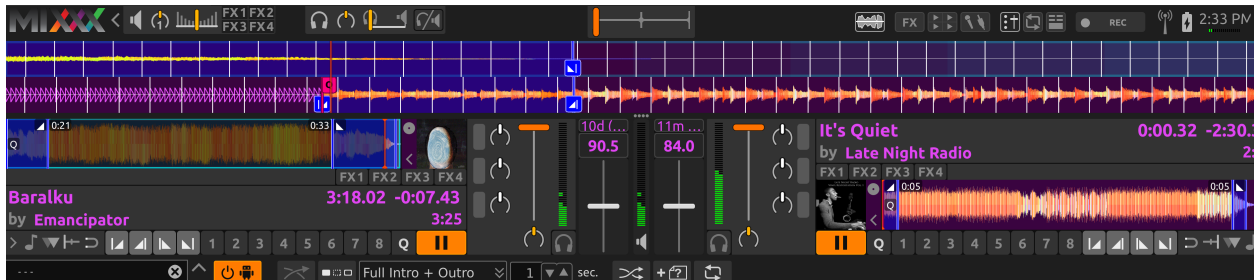 MIXXX
FX1 FX2
FX3 FX4
FX
REC
2:33 PM
C
0:21
0:33
Q
FX1 FX2 FX3 FX4
Baralku
3:18.02 -0:07.43
by Emancipator
3:25
1 2 3 4 5 6 7 8 Q
10d (...
11m ...
90.5
84.0
It's Quiet
0:00.32 -2:30.
by Late Night Radio
2:
FX1 FX2 FX3 FX4
0:05
0:05
Q
Q 1 2 3 4 5 6 7 8
---
Full Intro + Outro
1
sec.
+ ?